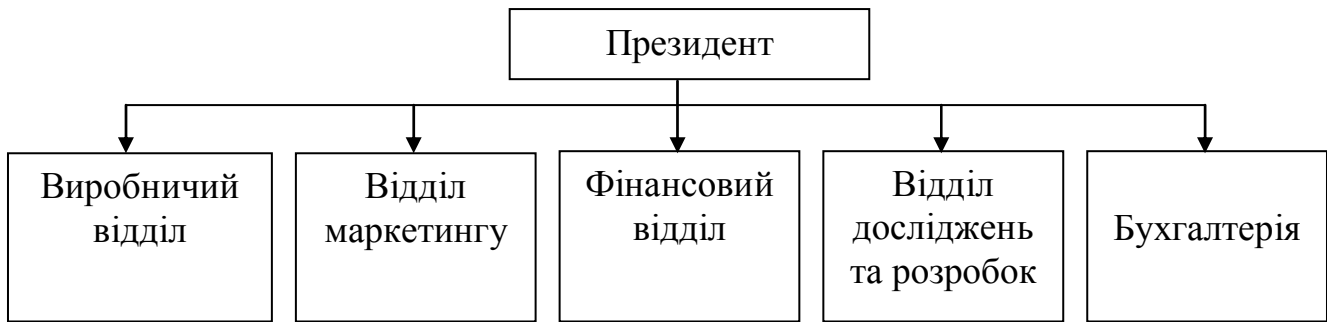 Президент
Виробничий
відділ
Відділ
маркетингу
Фінансовий
відділ
Відділ
досліджень
та розробок
Бухгалтерія